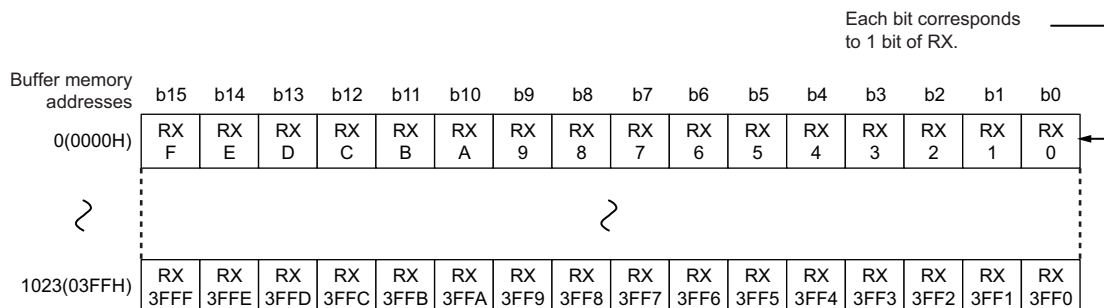 Each bit corresponds
to 1 bit of RX.
Buffer memory
addresses
b15 b14 b13 b12 b11 b10 b9 b8 b7 b6 b5 b4 b3 b2 b1 b0
0(0000H)
RX RX RX RX RX RX RX RX RX RX RX RX RX RX RX RX
F E D C B A 9 8 7 6 5 4 3 2 1 0
1023(03FFH)
RX RX RX RX RX RX RX RX RX RX RX RX RX RX RX RX
3FFF 3FFE 3FFD 3FFC 3FFB 3FFA 3FF9 3FF8 3FF7 3FF6 3FF5 3FF4 3FF3 3FF2 3FF1 3FF0